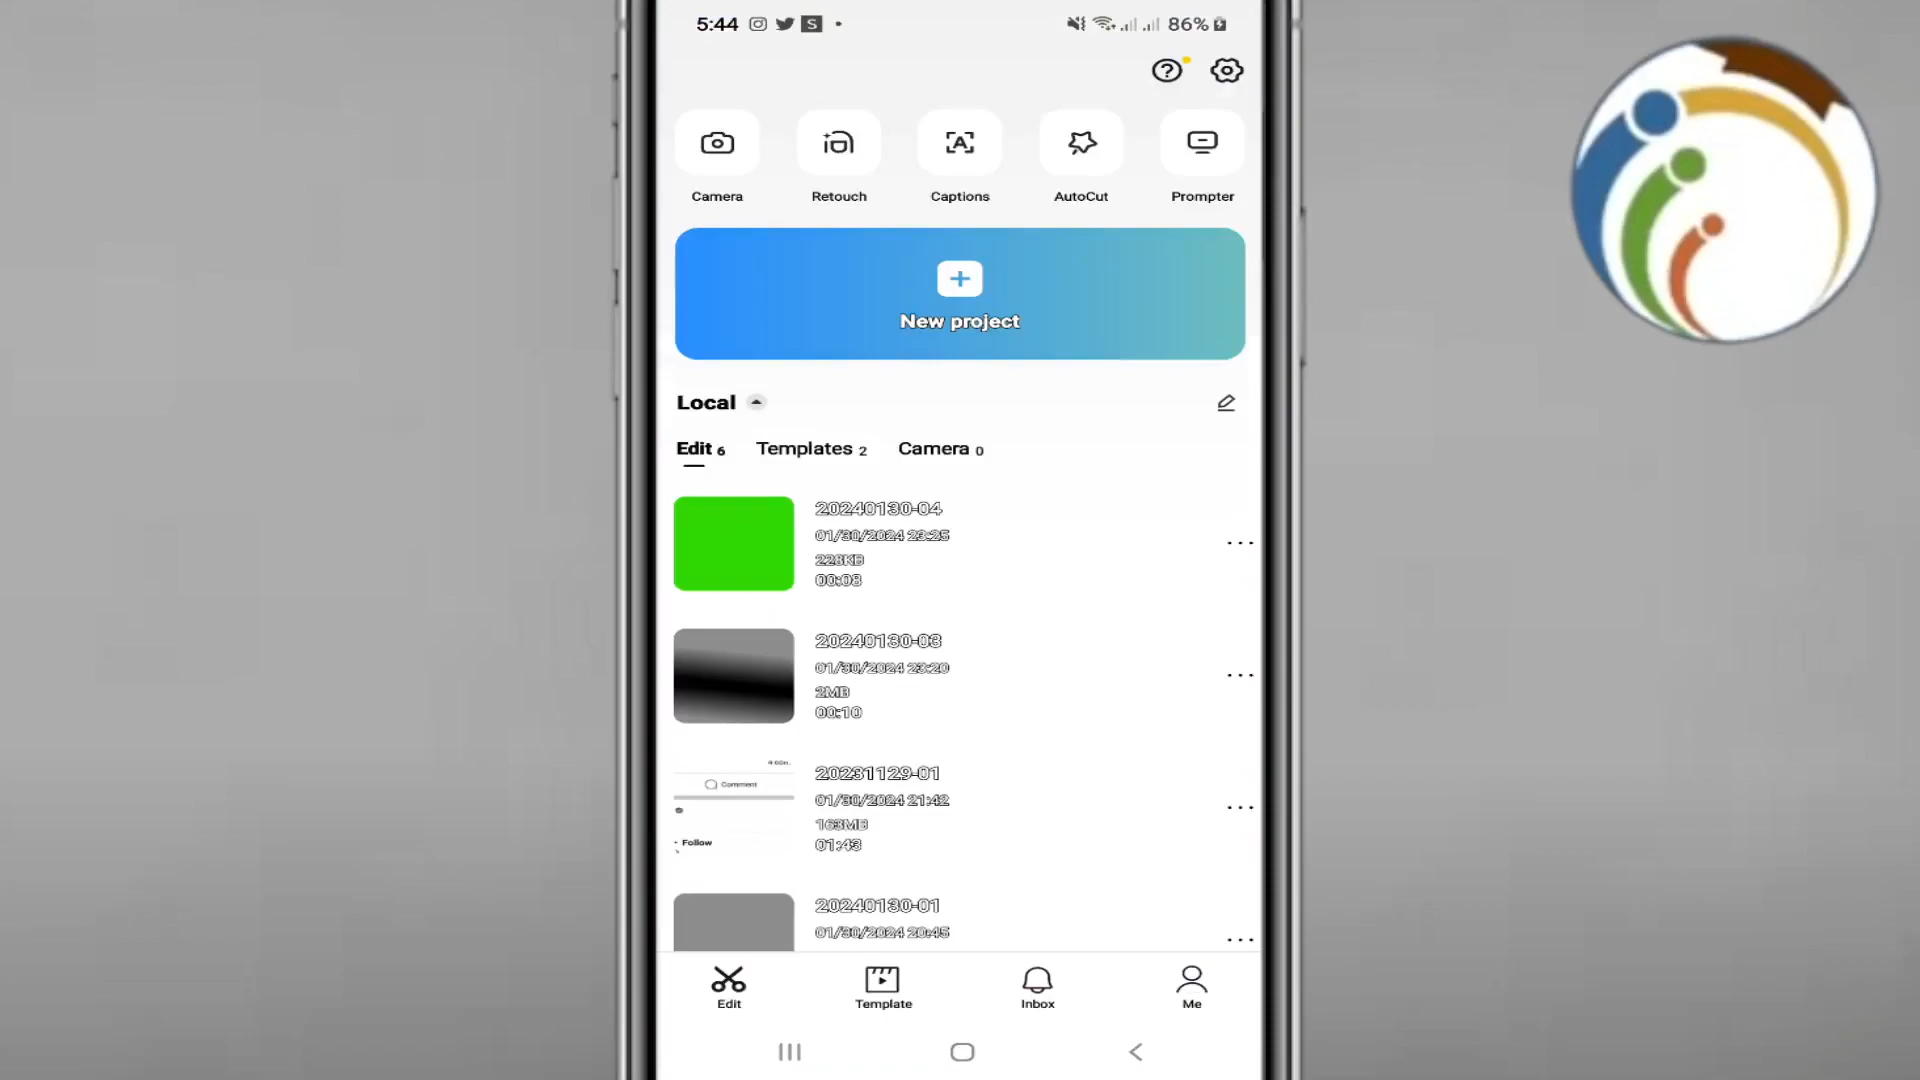 5:44 S 86%
Camera Retouch Captions AutoCut Prompter
New project
Local
Edit 6 Templates 2 Camera 0
20240130-04
01/30/2024 23:25
228KB
00:08
20240130-03
01/30/2024 23:20
2MB
00:10
Comment
20231129-01
01/30/2024 21:42
163MB
Follow
01:43
20240130-01
01/30/2024 20:45
Edit Template Inbox Me